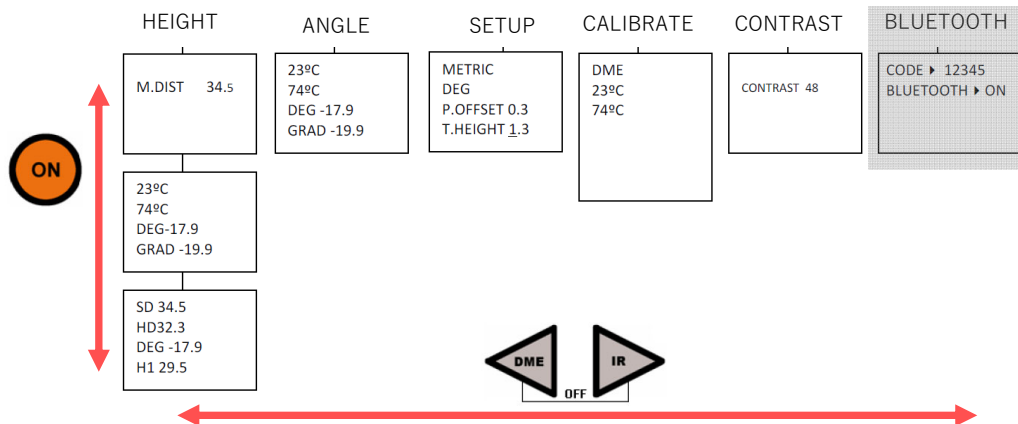 HEIGHT
ANGLE
SETUP
CALIBRATE
CONTRAST
BLUETOOTH
M.DIST 34.5
23ºC
74ºC
DEG -17.9
GRAD -19.9
METRIC
DEG
P.OFFSET 0.3
T.HEIGHT 1.3
DME
23ºC
74ºC
CONTRAST 48
CODE ▸ 12345
BLUETOOTH ▸ ON
ON
23ºC
74ºC
DEG-17.9
GRAD -19.9
SD 34.5
HD32.3
DEG -17.9
H1 29.5
DME
IR
OFF